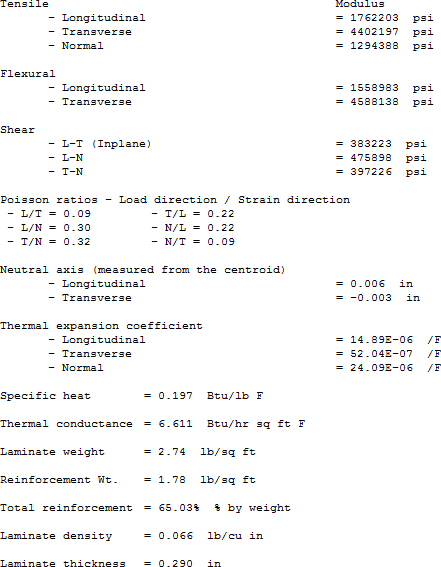 Tensile Modulus
- Longitudinal = 1762203 psi
- Transverse = 4402197 psi
- Normal = 1294388 psi
Flexural
- Longitudinal = 1558983 psi
- Transverse = 4588138 psi
Shear
- L-T (Inplane) = 383223 psi
- L-N = 475898 psi
- T-N = 397226 psi
Poisson ratios - Load direction / Strain direction
- L/T = 0.09 - T/L = 0.22
- L/N = 0.30 - N/L = 0.22
- T/N = 0.32 - N/T = 0.09
Neutral axis (measured from the centroid)
- Longitudinal = 0.006 in
- Transverse = -0.003 in
Thermal expansion coefficient
- Longitudinal = 14.89E-06 /F
- Transverse = 52.04E-07 /F
- Normal = 24.09E-06 /F
Specific heat = 0.197 Btu/lb F
Thermal conductance = 6.611 Btu/hr sq ft F
Laminate weight = 2.74 lb/sq ft
Reinforcement Wt. = 1.78 lb/sq ft
Total reinforcement = 65.03% % by weight
Laminate density = 0.066 lb/cu in
Laminate thickness = 0.290 in